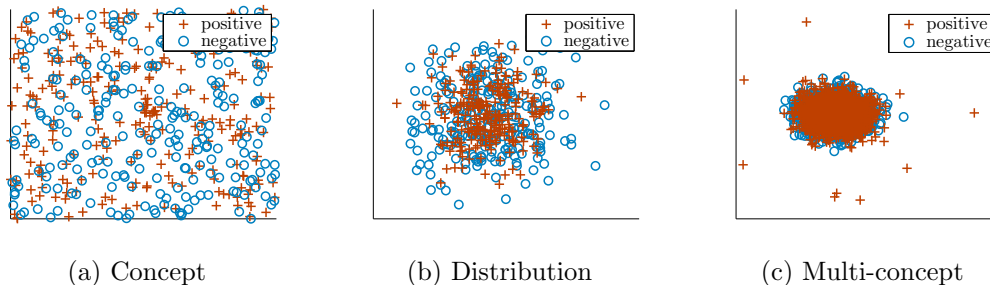 positive
negative
positive
negative
positive
negative
(a) Concept
(b) Distribution
(c) Multi-concept